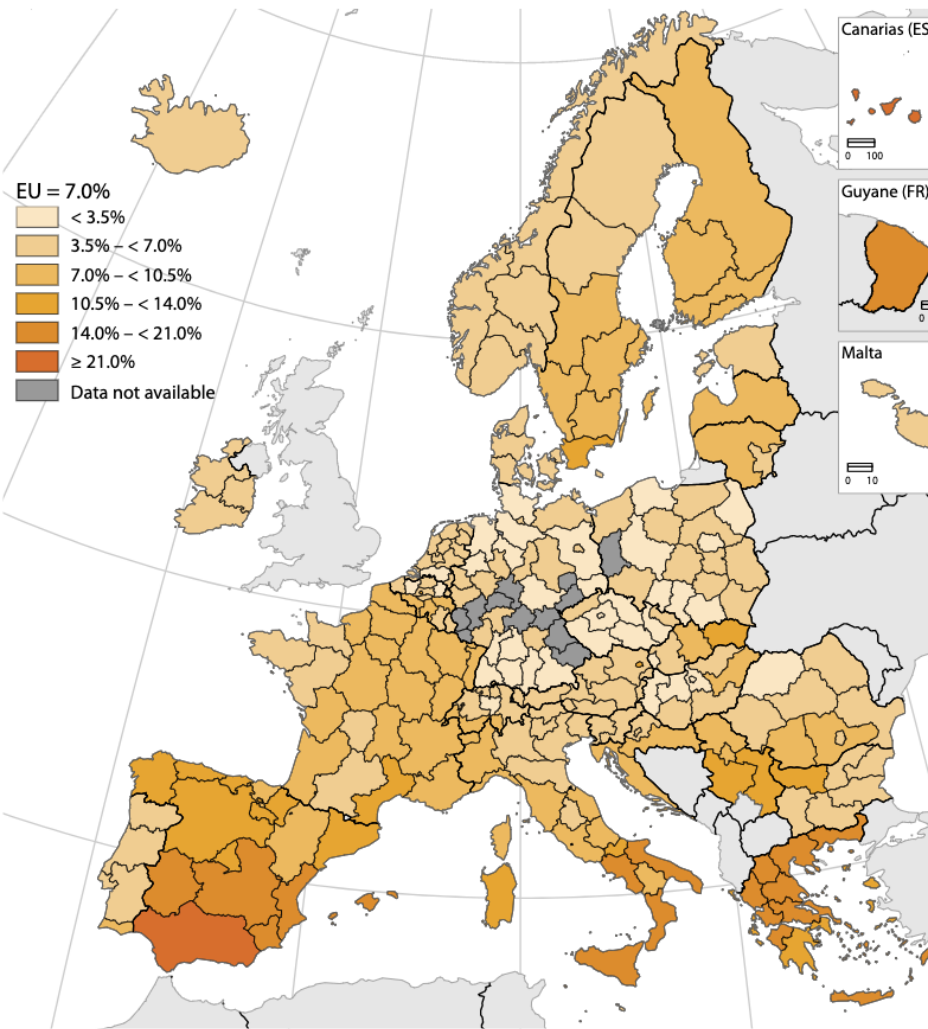 Canarias (ES
0 100
EU = 7.0%
< 3.5%
3.5% – < 7.0%
7.0% – < 10.5%
10.5% – < 14.0%
14.0% – < 21.0%
≥ 21.0%
Data not available
Guyane (FR)
0
Malta
0 10